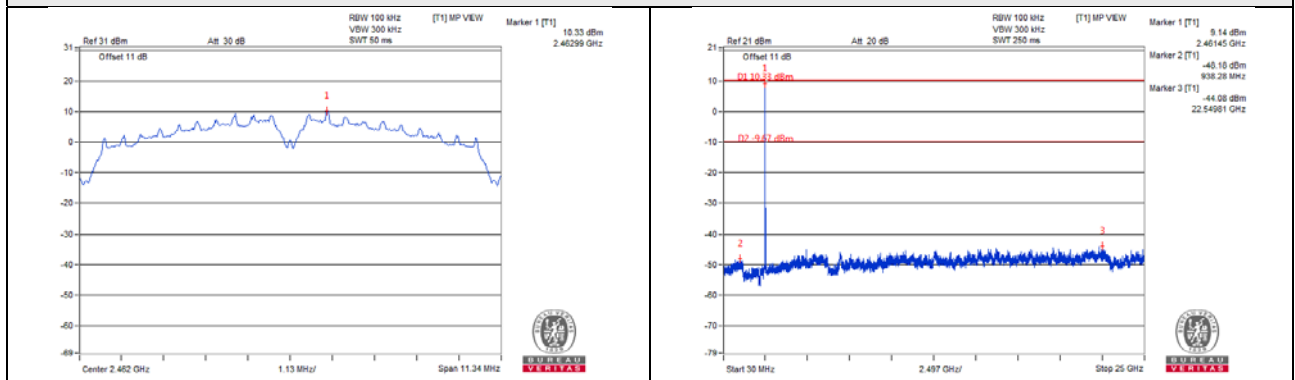 RBW 100 kHz [T1] MP VIEW
VBW 300 kHz
Ref 31 dBm Att 30 dB SWT 50 ms
Marker 1 [T1]
10.33 dBm
2.46299 GHz
Offset 11 dB
31
20
10
0
-10
-20
-30
-40
-50
-60
-69
1
Center 2.462 GHz 1.13 MHz/ Span 11.34 MHz
BUREAU
VERITAS
RBW 100 kHz [T1] MP VIEW
VBW 300 kHz
Ref 21 dBm Att 20 dB SWT 250 ms
Marker 1 [T1]
9.14 dBm
2.46145 GHz
Marker 2 [T1]
-48.18 dBm
938.28 MHz
Marker 3 [T1]
-44.08 dBm
22.54981 GHz
Offset 11 dB
21
10
0
-10
-20
-30
-40
-50
-60
-70
-79
1
D1 10.33 dBm
D2 -9.67 dBm
2
3
Start 30 MHz 2.497 GHz/ Stop 25 GHz
BUREAU
VERITAS